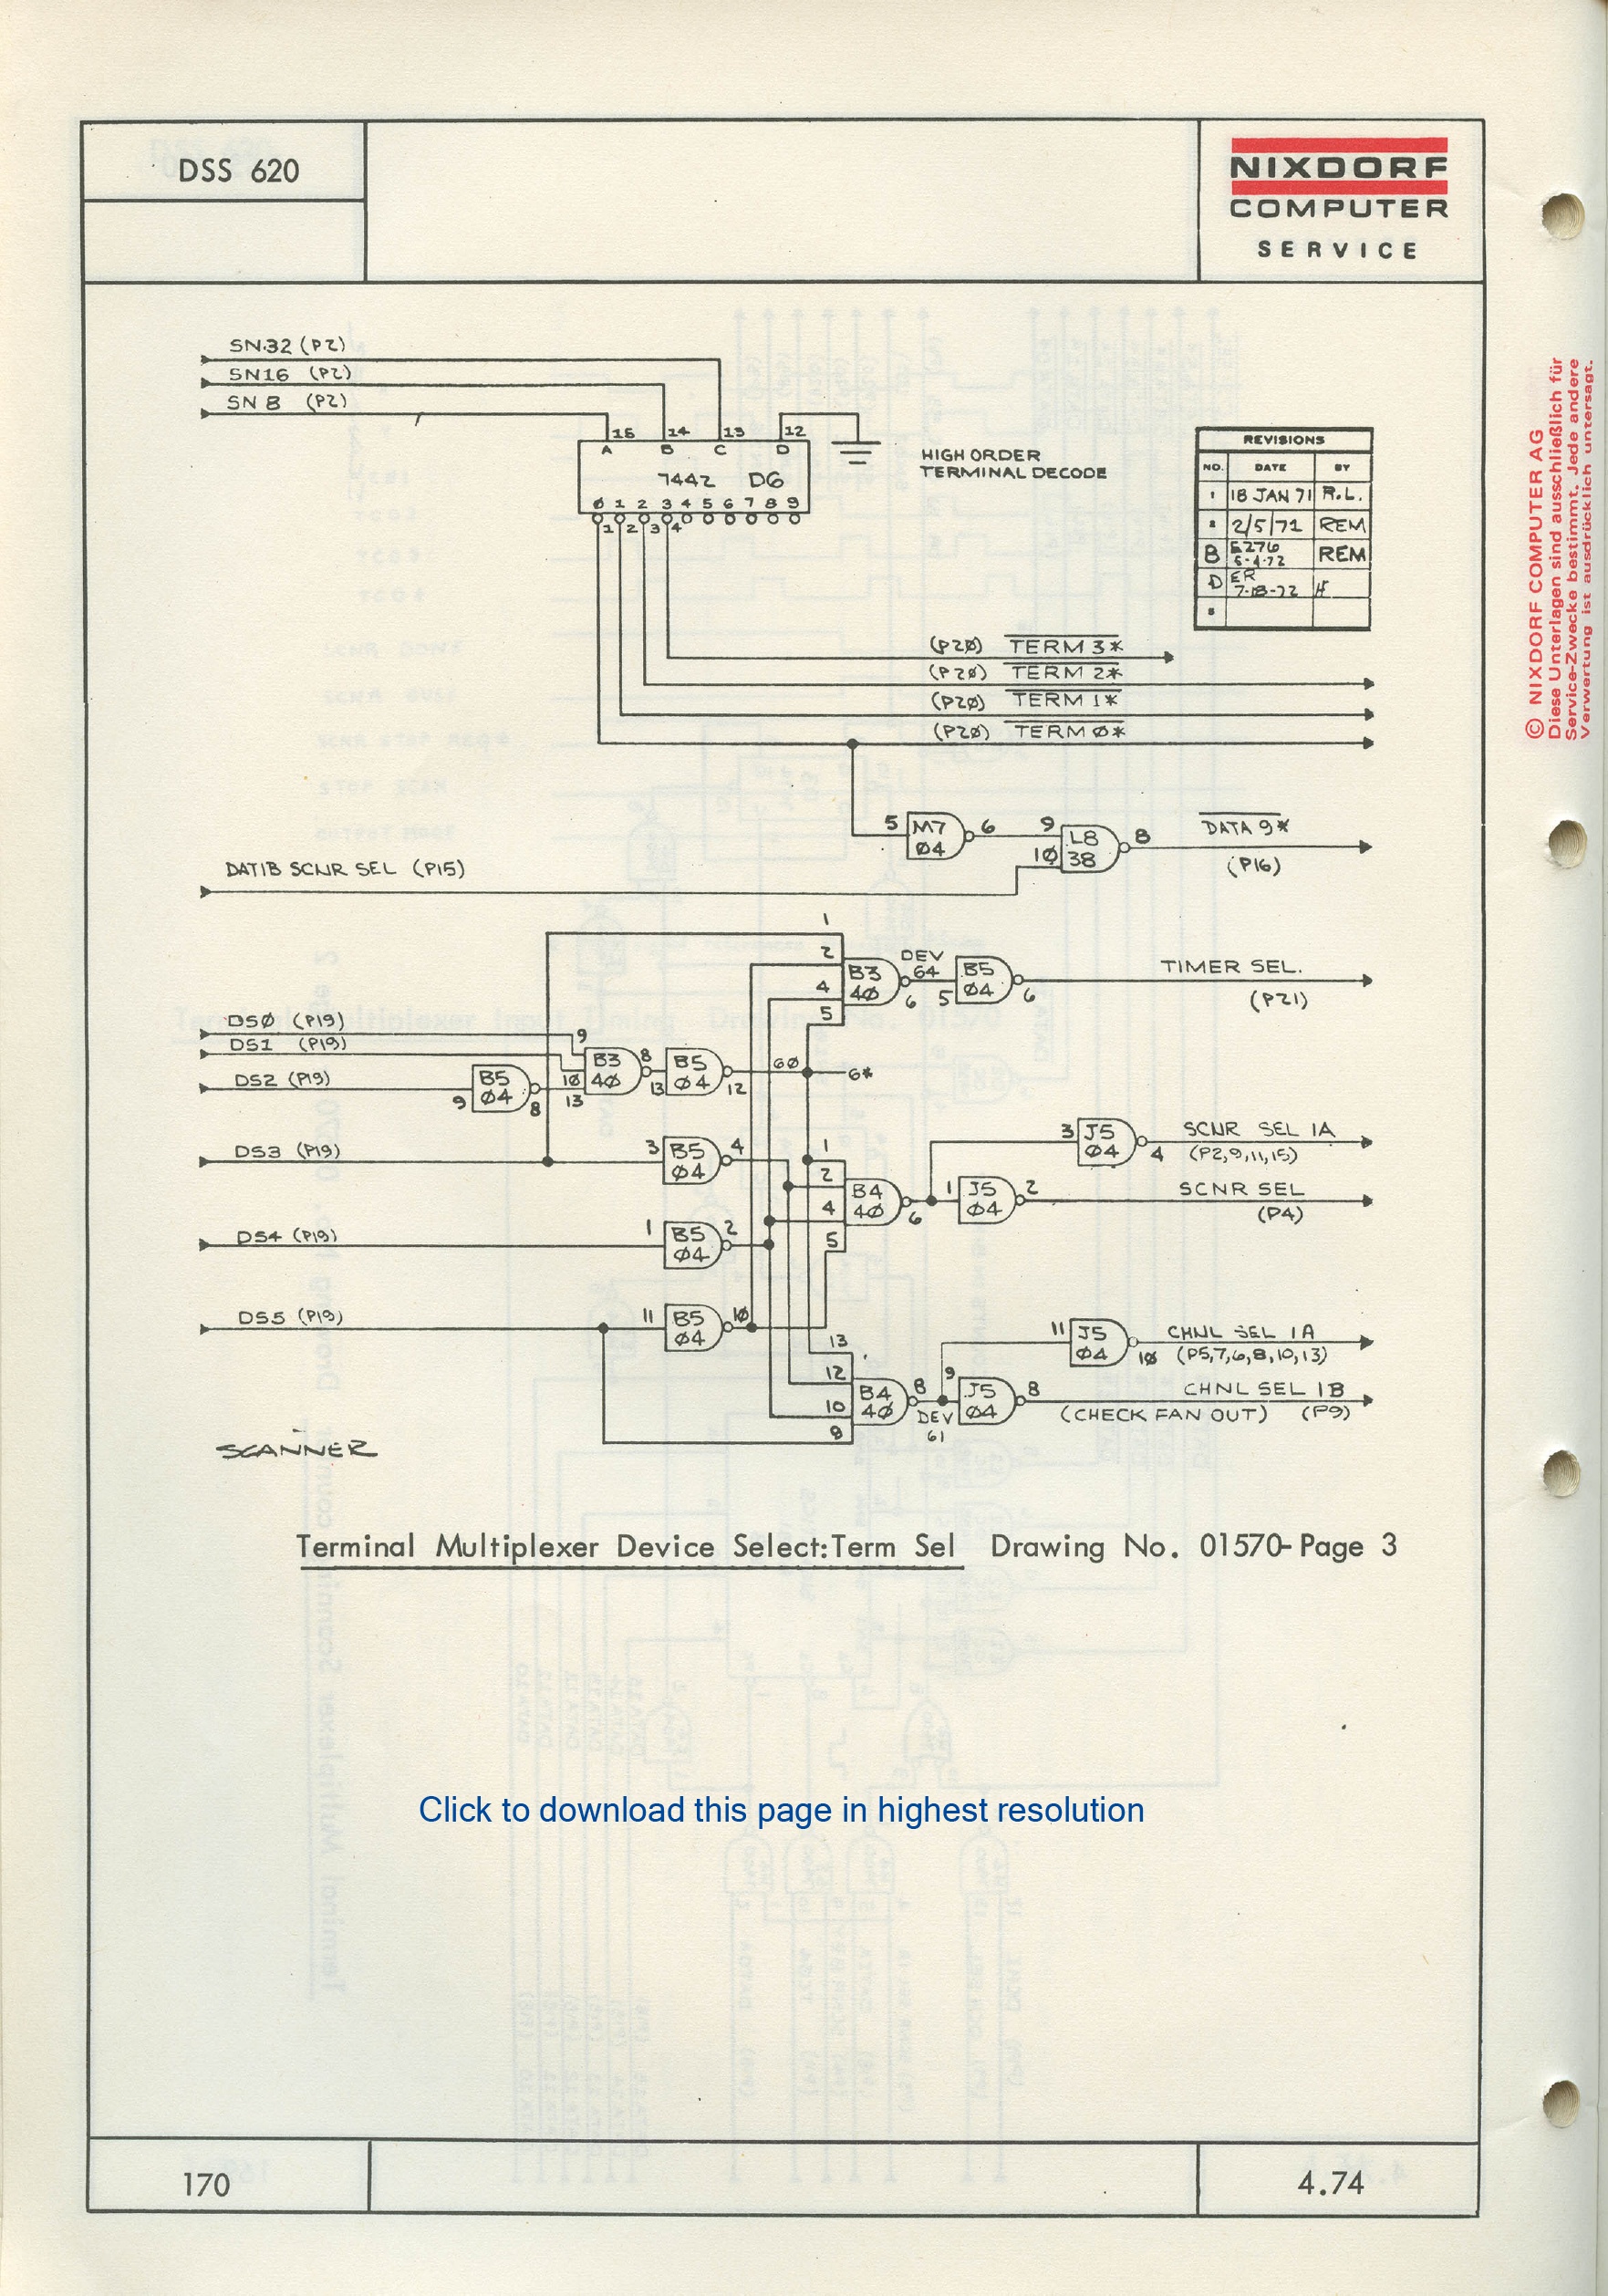 DSS 620
NIXDORF
COMPUTER
SERVICE
© NIXDORF COMPUTER AG
Diese Unterlagen sind ausschließlich für
Service-Zwecke bestimmt. Jede andere
Verwertung ist ausdrücklich untersagt.
SN32 (P2)
SN16 (P2)
SN 8 (P2)
15 14 13 12
A B C D
7442 D6
0 1 2 3 4 5 6 7 8 9
1 2 3 4
HIGH ORDER
TERMINAL DECODE
REVISIONS
NO. DATE BY
1 18 JAN 71 R.L.
2 2/5/71 REM
B E276 5-4-72 REM
D ER 7-18-72
(P2Ø) TERM 3*
(P2Ø) TERM 2*
(P2Ø) TERM 1*
(P2Ø) TERM Ø*
5 M7 Ø4 6
9 1Ø L8 38 8
DATA 9*
(P16)
DATIB SCNR SEL (P15)
1 2 4 5 B3 4Ø 6
DEV 64
5 B5 Ø4 6
TIMER SEL.
(P21)
DSØ (P19)
DS1 (P19)
DS2 (P19)
9 B5 Ø4 8
9 1Ø 13 B3 4Ø 8
13 B5 Ø4 12
6Ø
6*
DS3 (P19)
3 B5 Ø4 4
1 2 4 5 B4 4Ø 6
3 J5 Ø4 4
SCNR SEL 1A
(P2,9,11,15)
1 J5 Ø4 2
SCNR SEL
(P4)
DS4 (P19)
1 B5 Ø4 2
DS5 (P19)
11 B5 Ø4 1Ø
13 12 10 9 B4 4Ø 8
DEV 61
11 J5 Ø4 1Ø
CHNL SEL 1A
(P5,7,6,8,10,13)
9 J5 Ø4 8
CHNL SEL 1B
(CHECK FAN OUT) (P9)
SCANNER
Terminal Multiplexer Device Select:Term Sel Drawing No. 01570-Page 3
Click to download this page in highest resolution
170
4.74